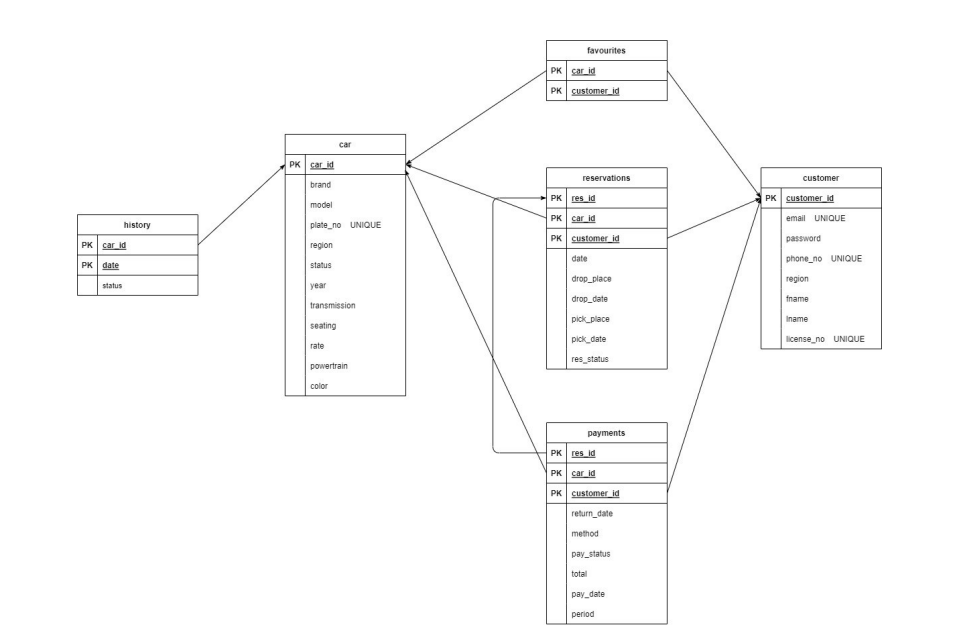 favourites
PK car_id
PK customer_id
car
PK car_id
brand
model
plate_no UNIQUE
region
status
year
transmission
seating
rate
powertrain
color
reservations
PK res_id
PK car_id
PK customer_id
date
drop_place
drop_date
pick_place
pick_date
res_status
customer
PK customer_id
email UNIQUE
password
phone_no UNIQUE
region
fname
lname
license_no UNIQUE
history
PK car_id
PK date
status
payments
PK res_id
PK car_id
PK customer_id
return_date
method
pay_status
total
pay_date
period